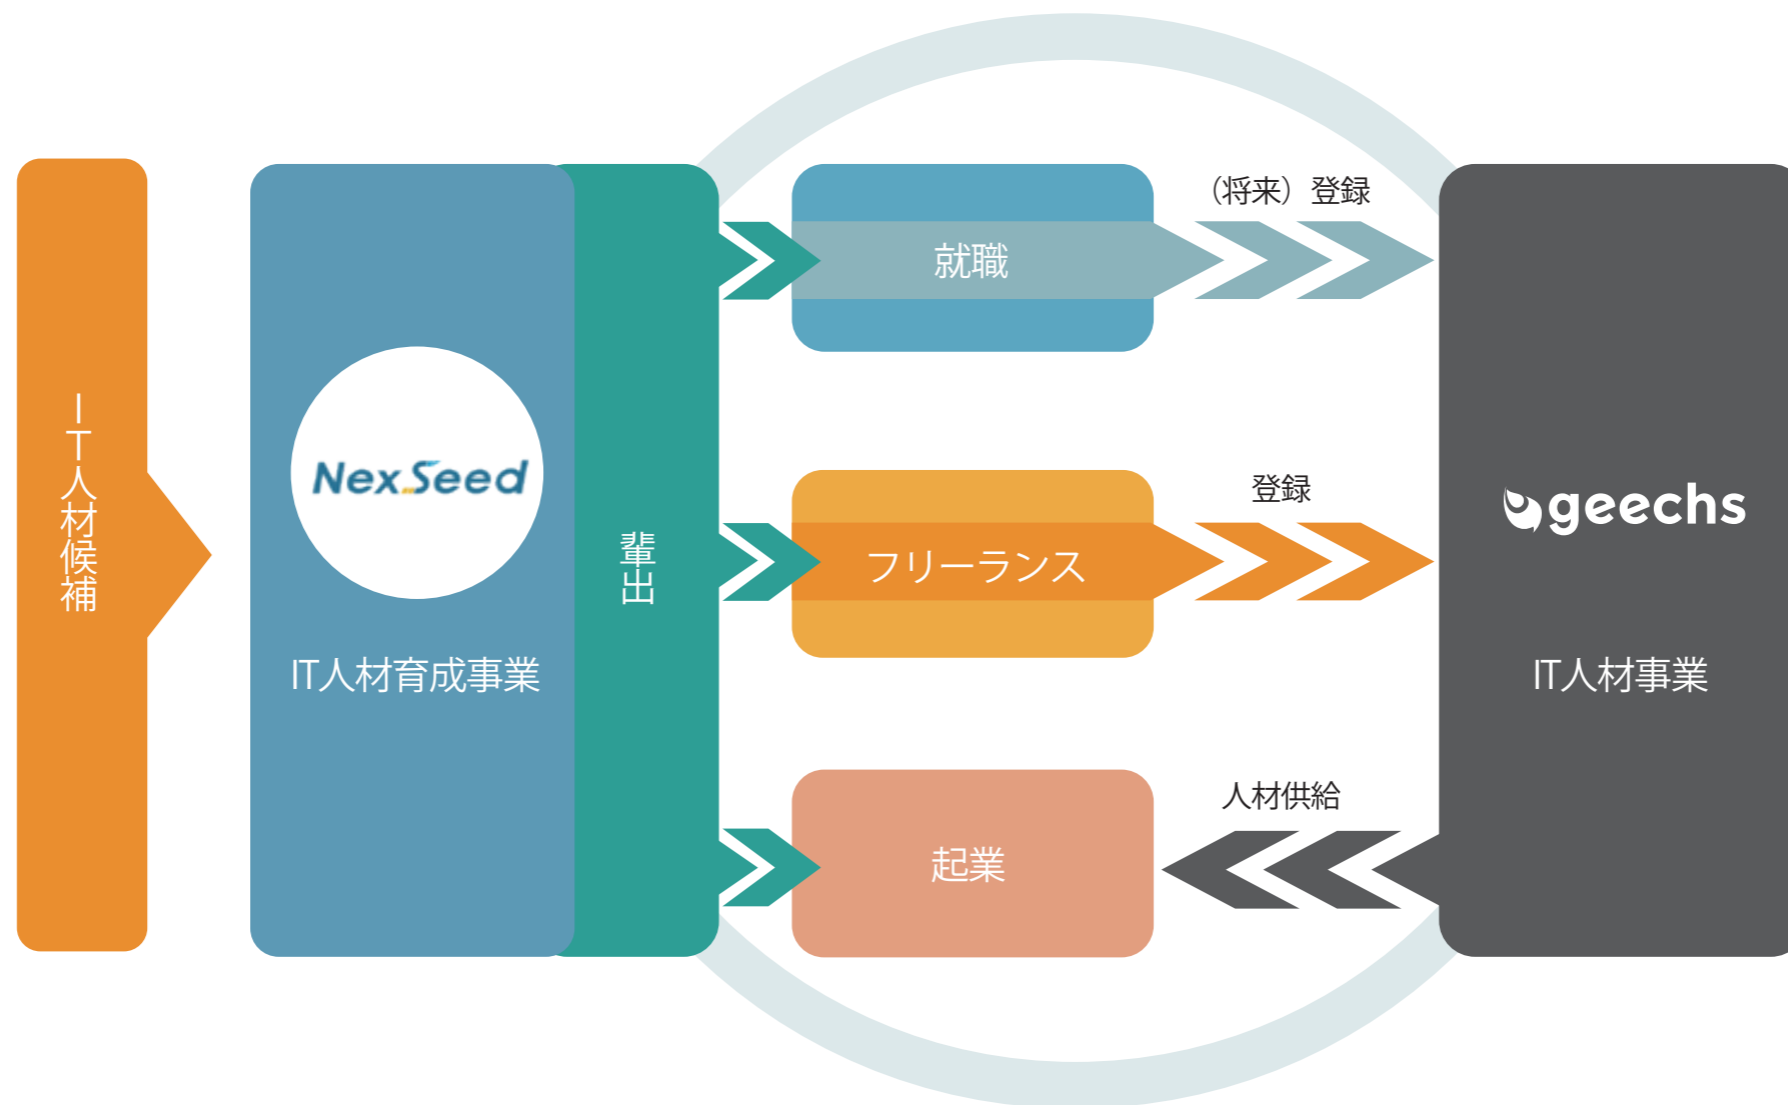 IT人材候補
NexSeed
IT人材育成事業
輩出
就職
（将来）登録
フリーランス
登録
起業
人材供給
geechs
IT人材事業